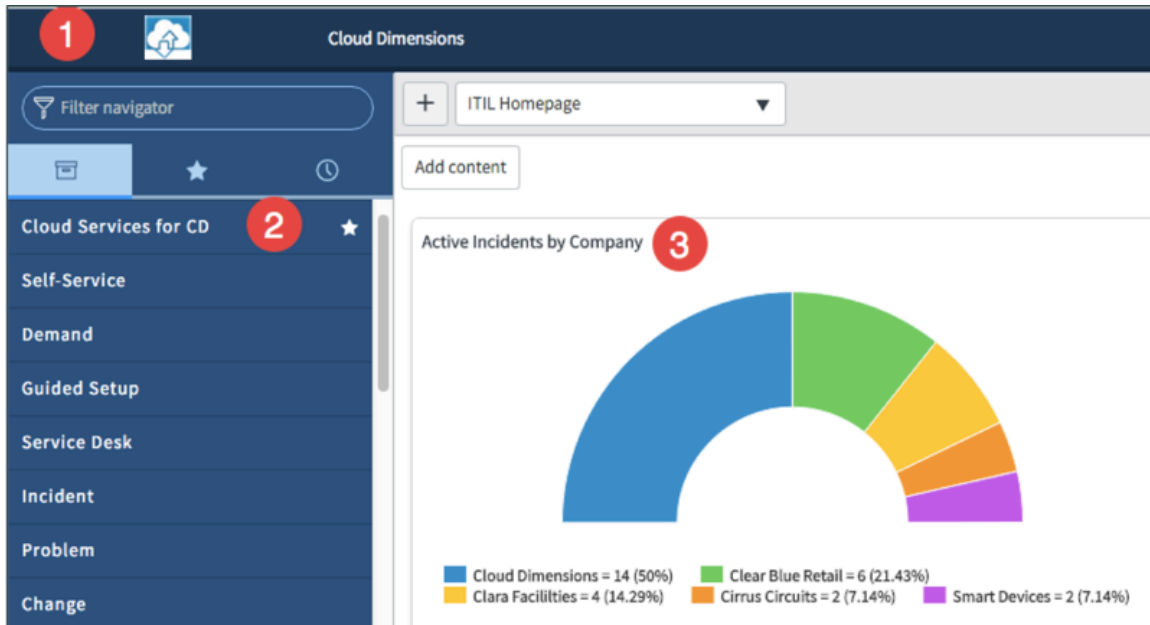 1
Cloud Dimensions
Filter navigator
+ ITIL Homepage
Add content
Cloud Services for CD 2
Self-Service
Demand
Guided Setup
Service Desk
Incident
Problem
Change
Active Incidents by Company 3
Cloud Dimensions = 14 (50%) Clear Blue Retail = 6 (21.43%)
Clara Facililties = 4 (14.29%) Cirrus Circuits = 2 (7.14%) Smart Devices = 2 (7.14%)